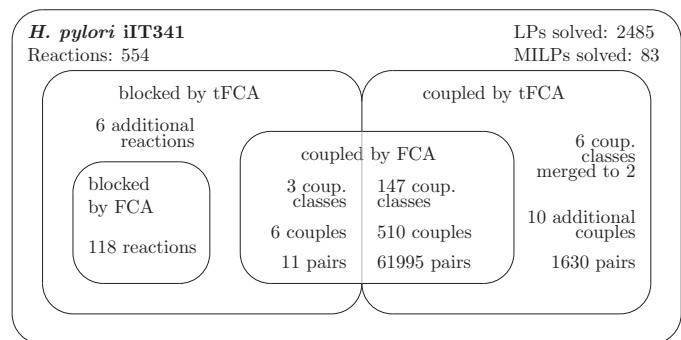 H. pylori iIT341
Reactions: 554
LPs solved: 2485
MILPs solved: 83
blocked by tFCA
6 additional
reactions
blocked
by FCA
118 reactions
coupled by FCA
3 coup.
classes
6 couples
11 pairs
147 coup.
classes
510 couples
61995 pairs
coupled by tFCA
6 coup.
classes
merged to 2
10 additional
couples
1630 pairs